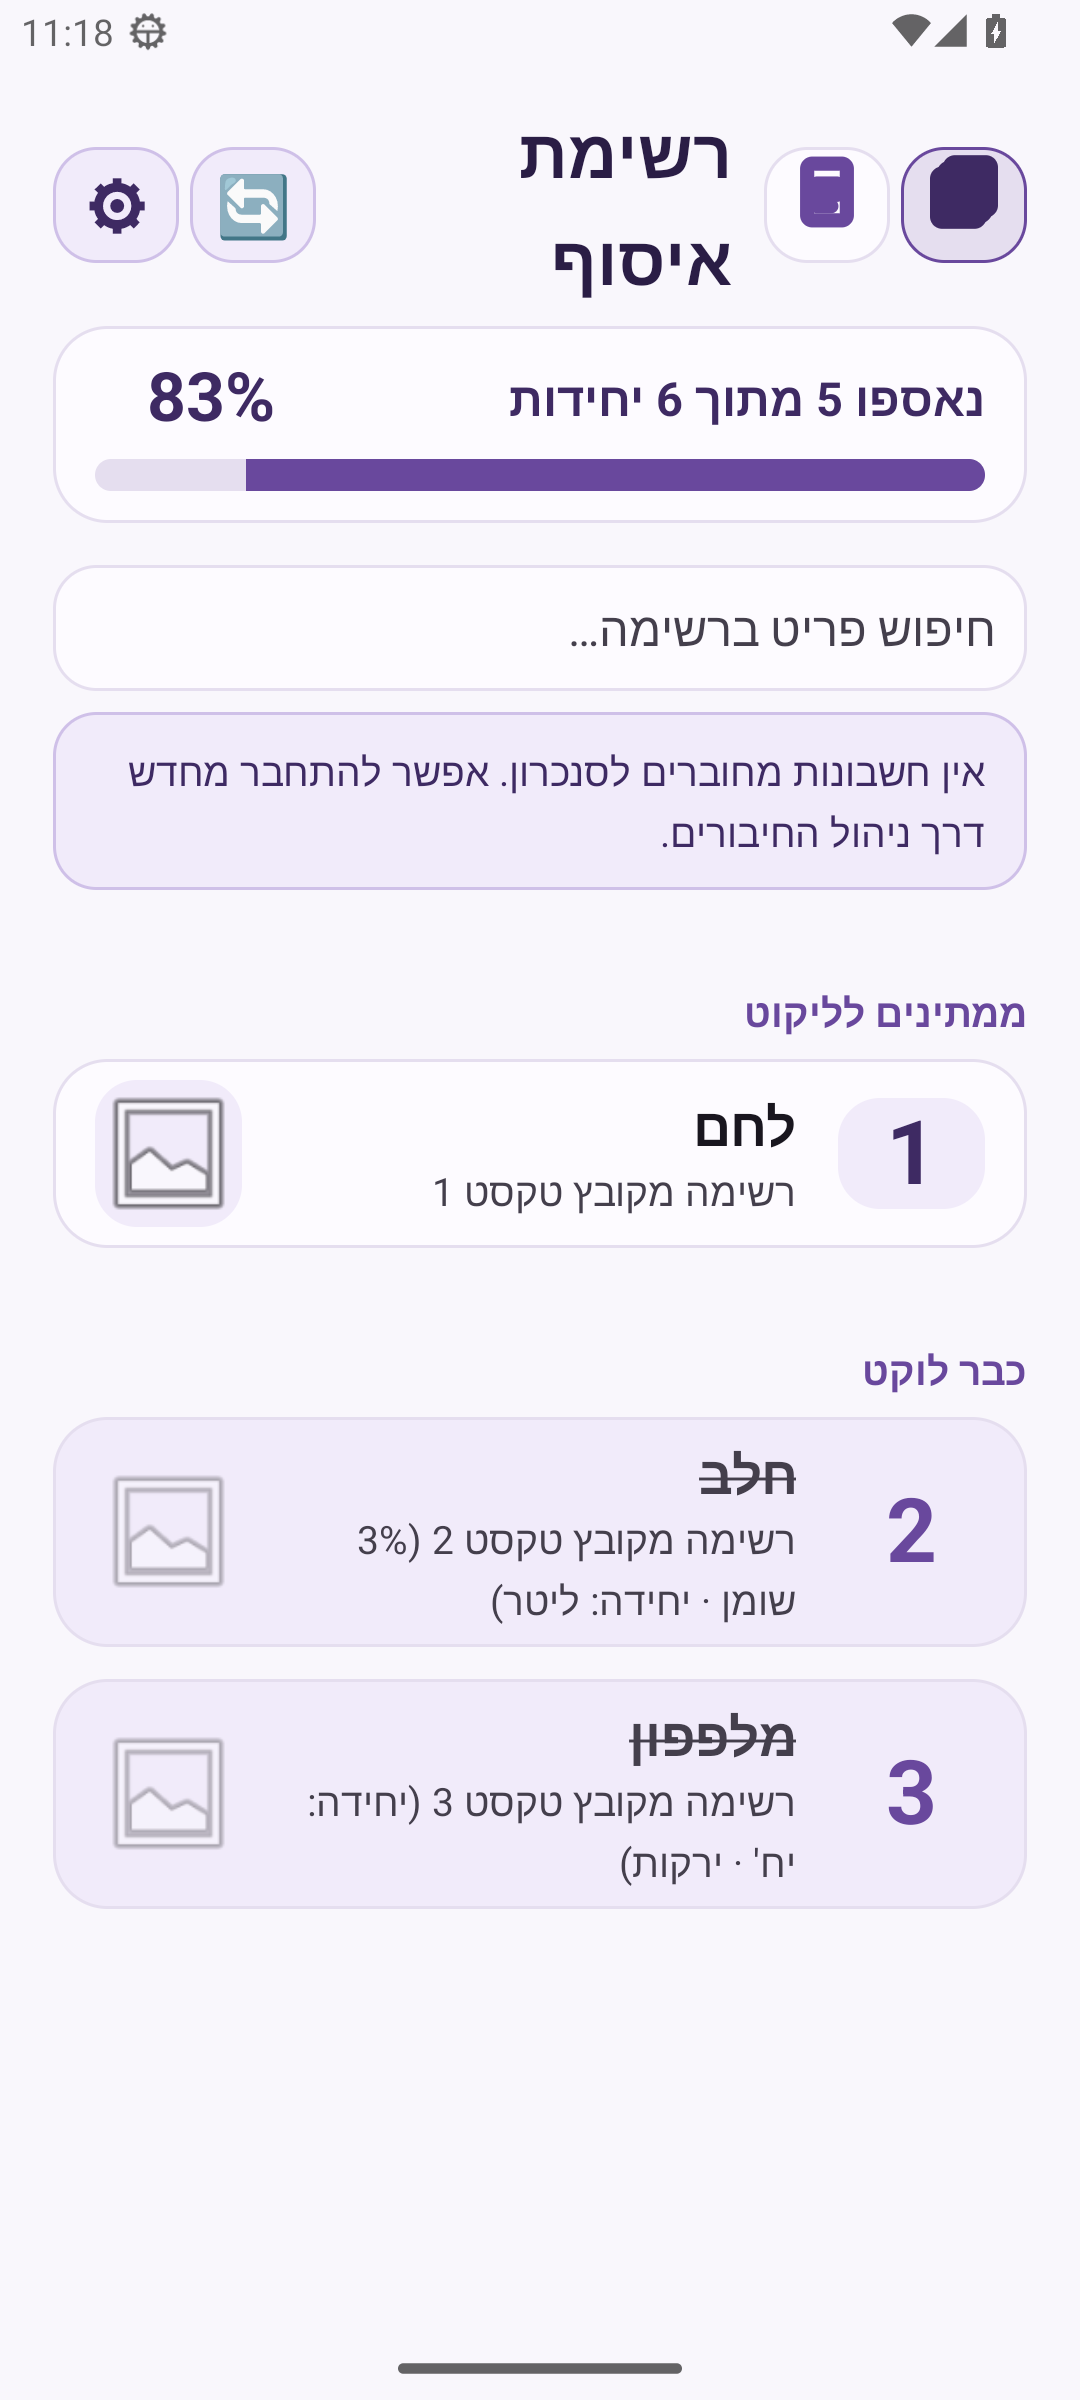 11:18
רשימת
איסוף
נאספו 5 מתוך 6 יחידות
83%
חיפוש פריט ברשימה...
אין חשבונות מחוברים לסנכרון. אפשר להתחבר מחדש
דרך ניהול החיבורים.
ממתינים לליקוט
1
לחם
רשימה מקובץ טקסט 1
כבר לוקט
2
חלב
רשימה מקובץ טקסט 2 (3%
שומן · יחידה: ליטר)
3
מלפפון
רשימה מקובץ טקסט 3 (יחידה:
יח' · ירקות)